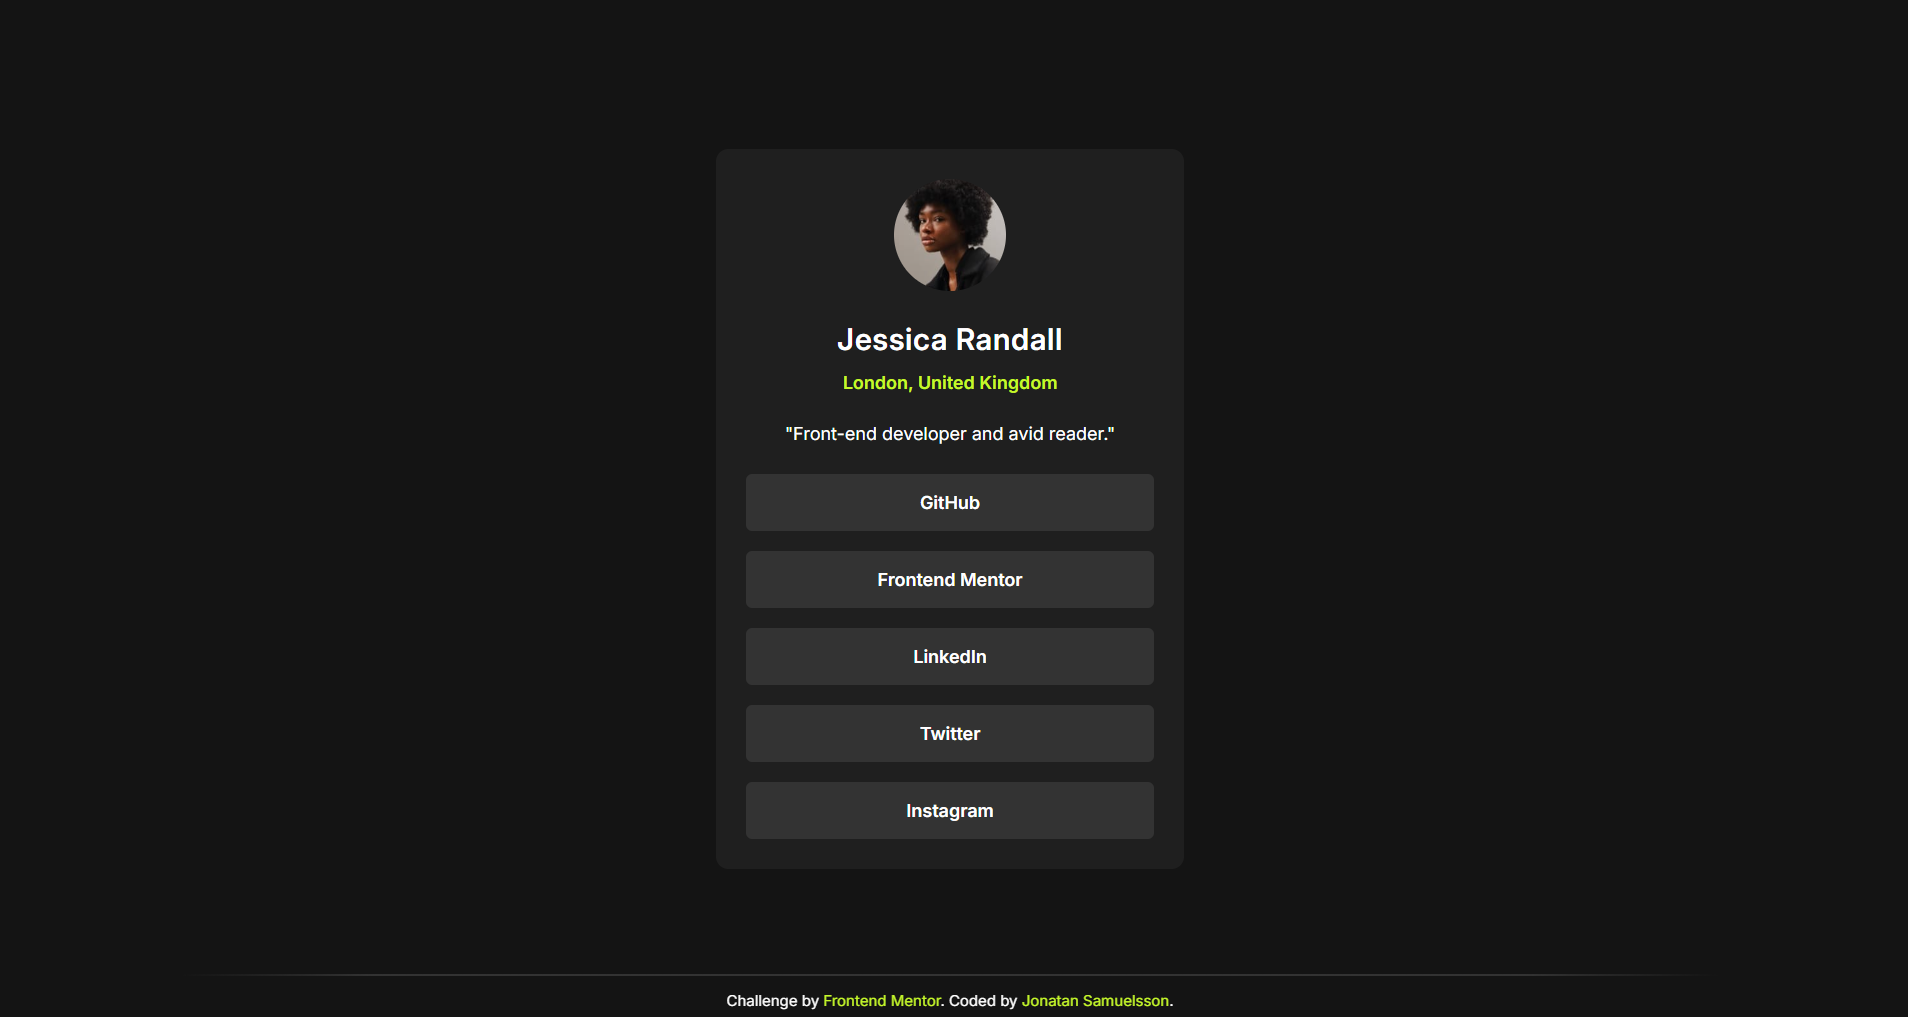 Jessica Randall
London, United Kingdom
"Front-end developer and avid reader."
GitHub
Frontend Mentor
LinkedIn
Twitter
Instagram
Challenge by Frontend Mentor. Coded by Jonatan Samuelsson.